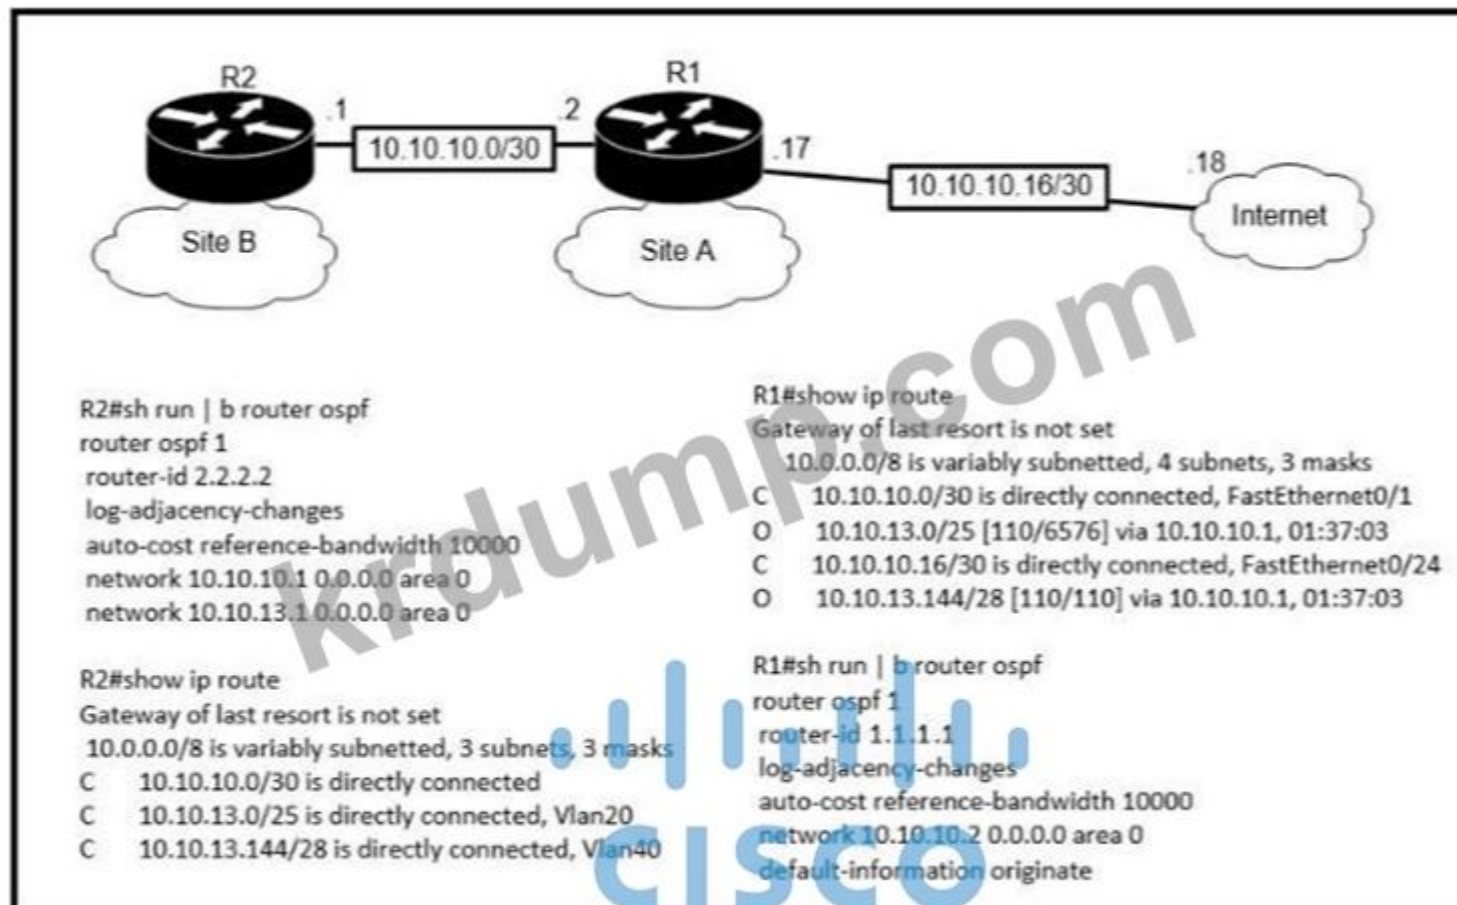 R2
R1
.1
10.10.10.0/30
.2
.17
10.10.10.16/30
.18
Internet
Site B
Site A
R2#sh run | b router ospf
router ospf 1
router-id 2.2.2.2
log-adjacency-changes
auto-cost reference-bandwidth 10000
network 10.10.10.1 0.0.0.0 area 0
network 10.10.13.1 0.0.0.0 area 0
R2#show ip route
Gateway of last resort is not set
10.0.0.0/8 is variably subnetted, 3 subnets, 3 masks
C 10.10.10.0/30 is directly connected
C 10.10.13.0/25 is directly connected, Vlan20
C 10.10.13.144/28 is directly connected, Vlan40
R1#show ip route
Gateway of last resort is not set
10.0.0.0/8 is variably subnetted, 4 subnets, 3 masks
C 10.10.10.0/30 is directly connected, FastEthernet0/1
O 10.10.13.0/25 [110/6576] via 10.10.10.1, 01:37:03
C 10.10.10.16/30 is directly connected, FastEthernet0/24
O 10.10.13.144/28 [110/110] via 10.10.10.1, 01:37:03
R1#sh run | b router ospf
router ospf 1
router-id 1.1.1.1
log-adjacency-changes
auto-cost reference-bandwidth 10000
network 10.10.10.2 0.0.0.0 area 0
default-information originate
krdump.com
CISCO